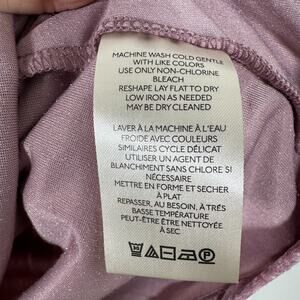 MACHINE WASH COLD GENTLE
WITH LIKE COLORS
USE ONLY NON-CHLORINE
BLEACH
RESHAPE LAY FLAT TO DRY
LOW IRON AS NEEDED
MAY BE DRY CLEANED
LAVER À LA MACHINE À L'EAU
FROIDE AVEC COULEURS
SIMILAIRES CYCLE DÉLICAT
UTILISER UN AGENT DE
BLANCHIMENT SANS CHLORE SI
NÉCESSAIRE
METTRE EN FORME ET SÉCHER
À PLAT
REPASSER, AU BESOIN, À TRÈS
BASSE TEMPÉRATURE
PEUT-ÊTRE ÊTRE NETTOYÉE
À SEC
P